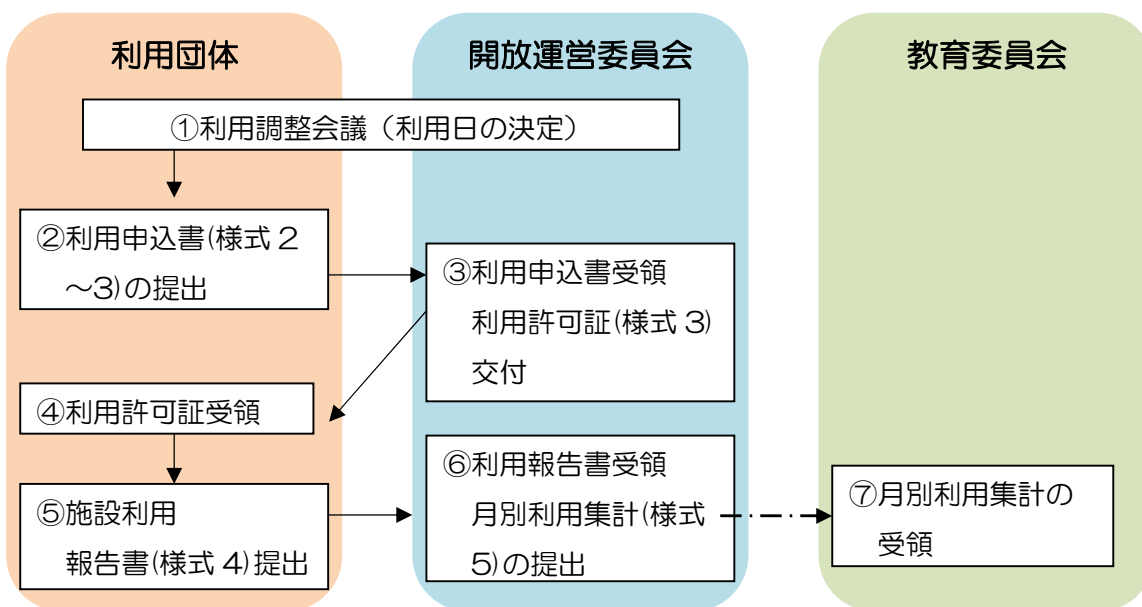 利用団体
開放運営委員会
教育委員会
①利用調整会議（利用日の決定）
②利用申込書(様式２
～3)の提出
③利用申込書受領
利用許可証(様式３)
交付
④利用許可証受領
⑤施設利用
報告書(様式４)提出
⑥利用報告書受領
月別利用集計(様式
5)の提出
⑦月別利用集計の
受領